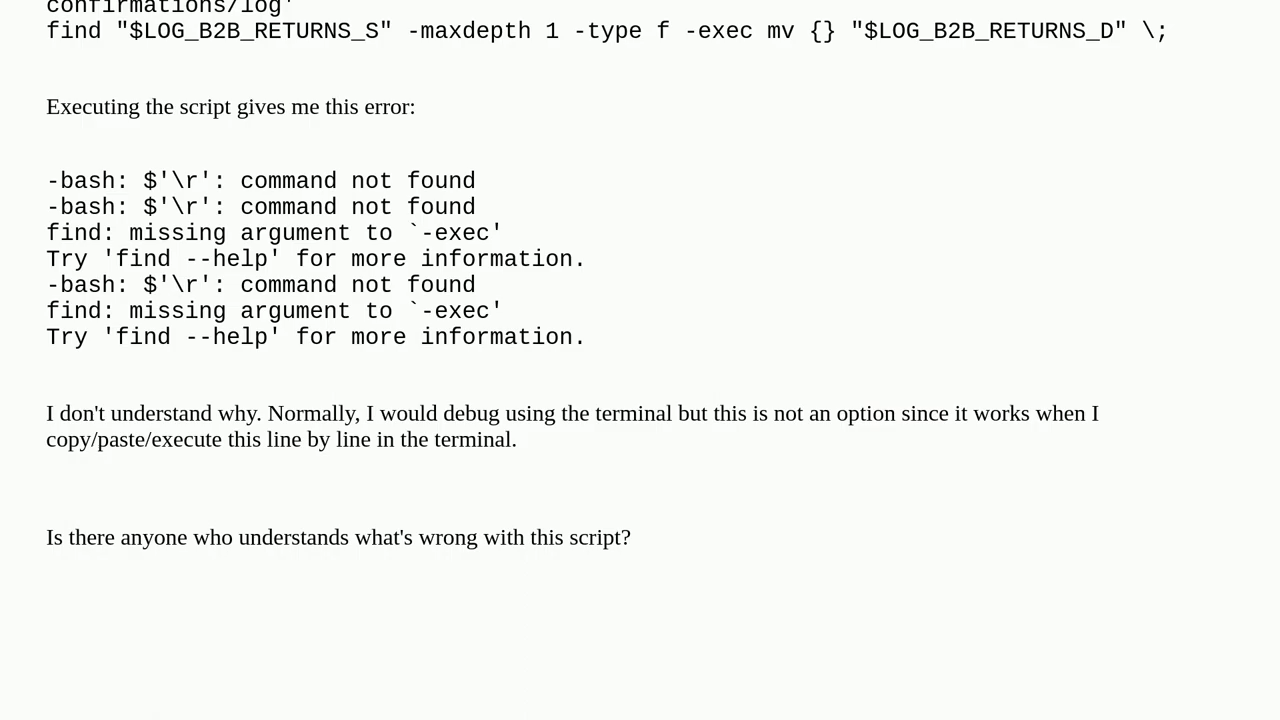 confirmations/log'
find "$LOG_B2B_RETURNS_S" -maxdepth 1 -type f -exec mv {} "$LOG_B2B_RETURNS_D" \;
Executing the script gives me this error:
-bash: $'\r': command not found
-bash: $'\r': command not found
find: missing argument to `-exec'
Try 'find --help' for more information.
-bash: $'\r': command not found
find: missing argument to `-exec'
Try 'find --help' for more information.
I don't understand why. Normally, I would debug using the terminal but this is not an option since it works when I
copy/paste/execute this line by line in the terminal.
Is there anyone who understands what's wrong with this script?